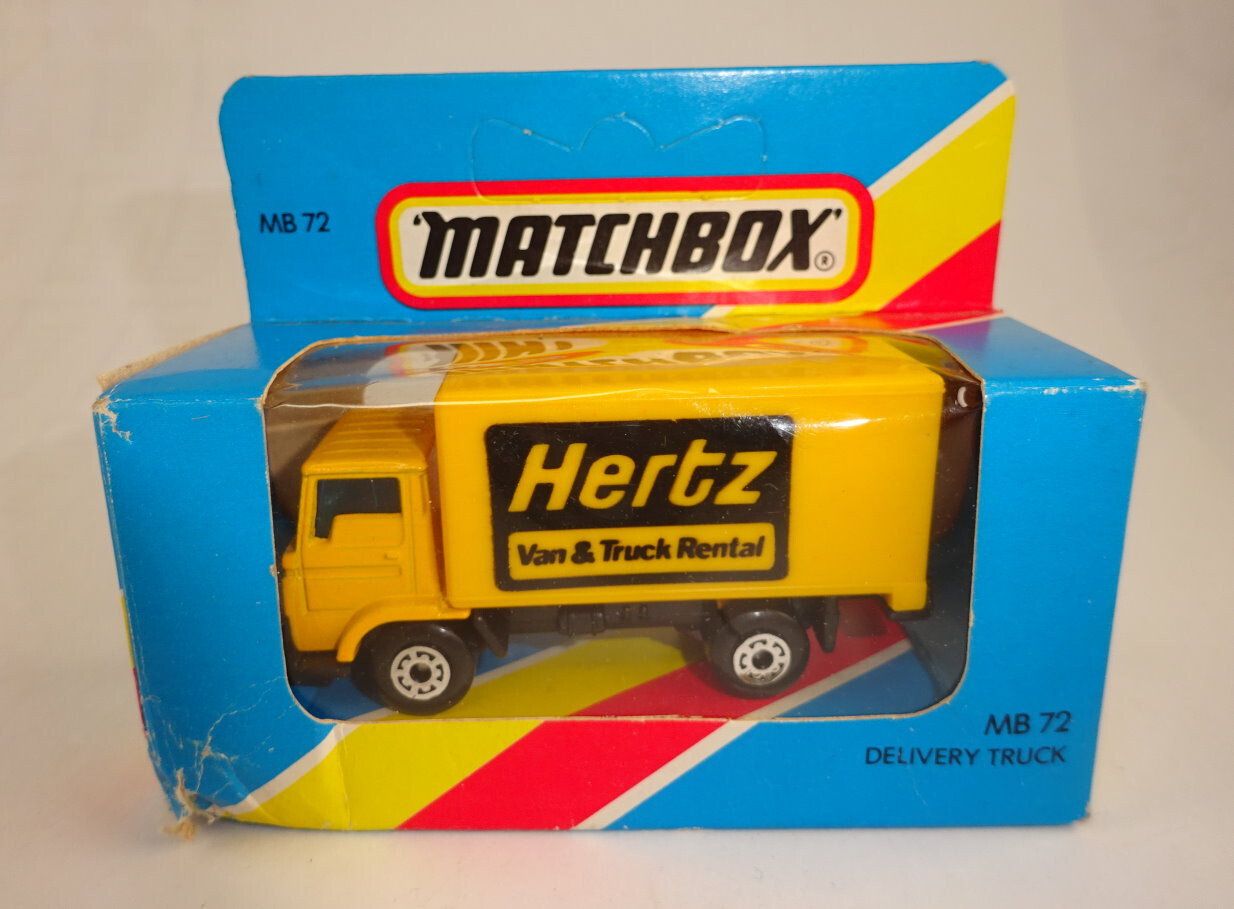 MB 72
'MATCHBOX'®
Hertz
Van & Truck Rental
MB 72
DELIVERY TRUCK